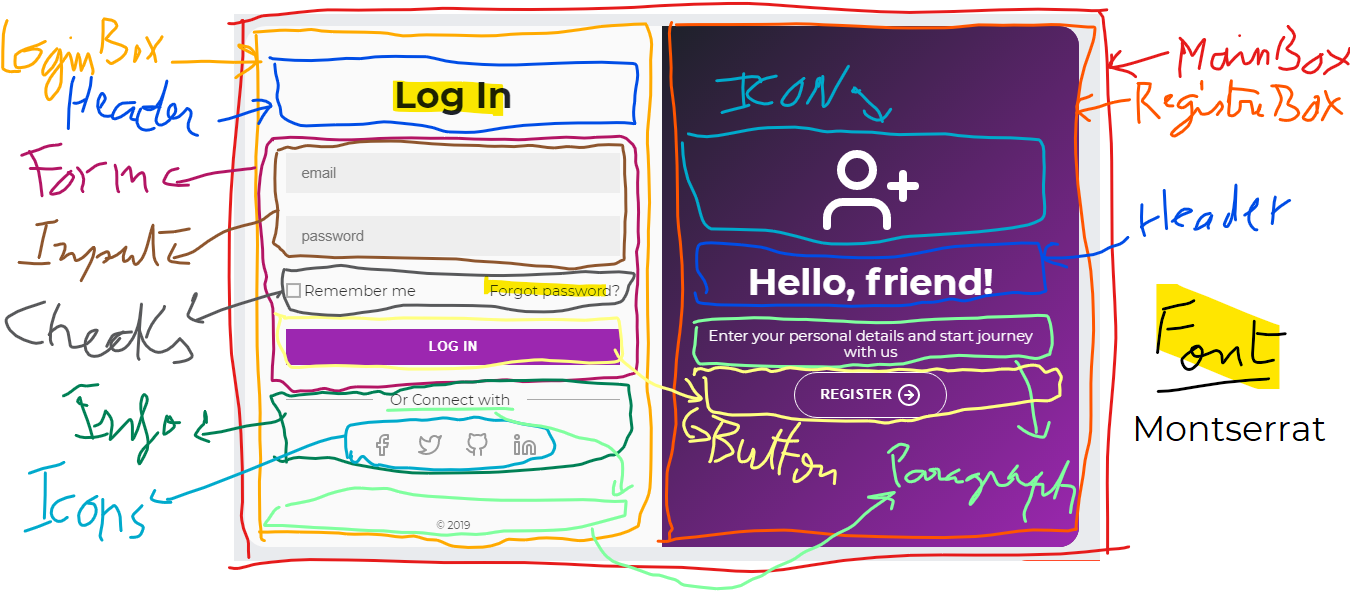 LoginBox
Header
Form
Input
Checks
Info
Icons
Log In
email
password
Remember me
Forgot password?
LOG IN
Or Connect with
© 2019
ICON
Hello, friend!
Enter your personal details and start journey
with us
REGISTER
Button
Paragraph
MainBox
RegistreBox
Header
Font
Montserrat